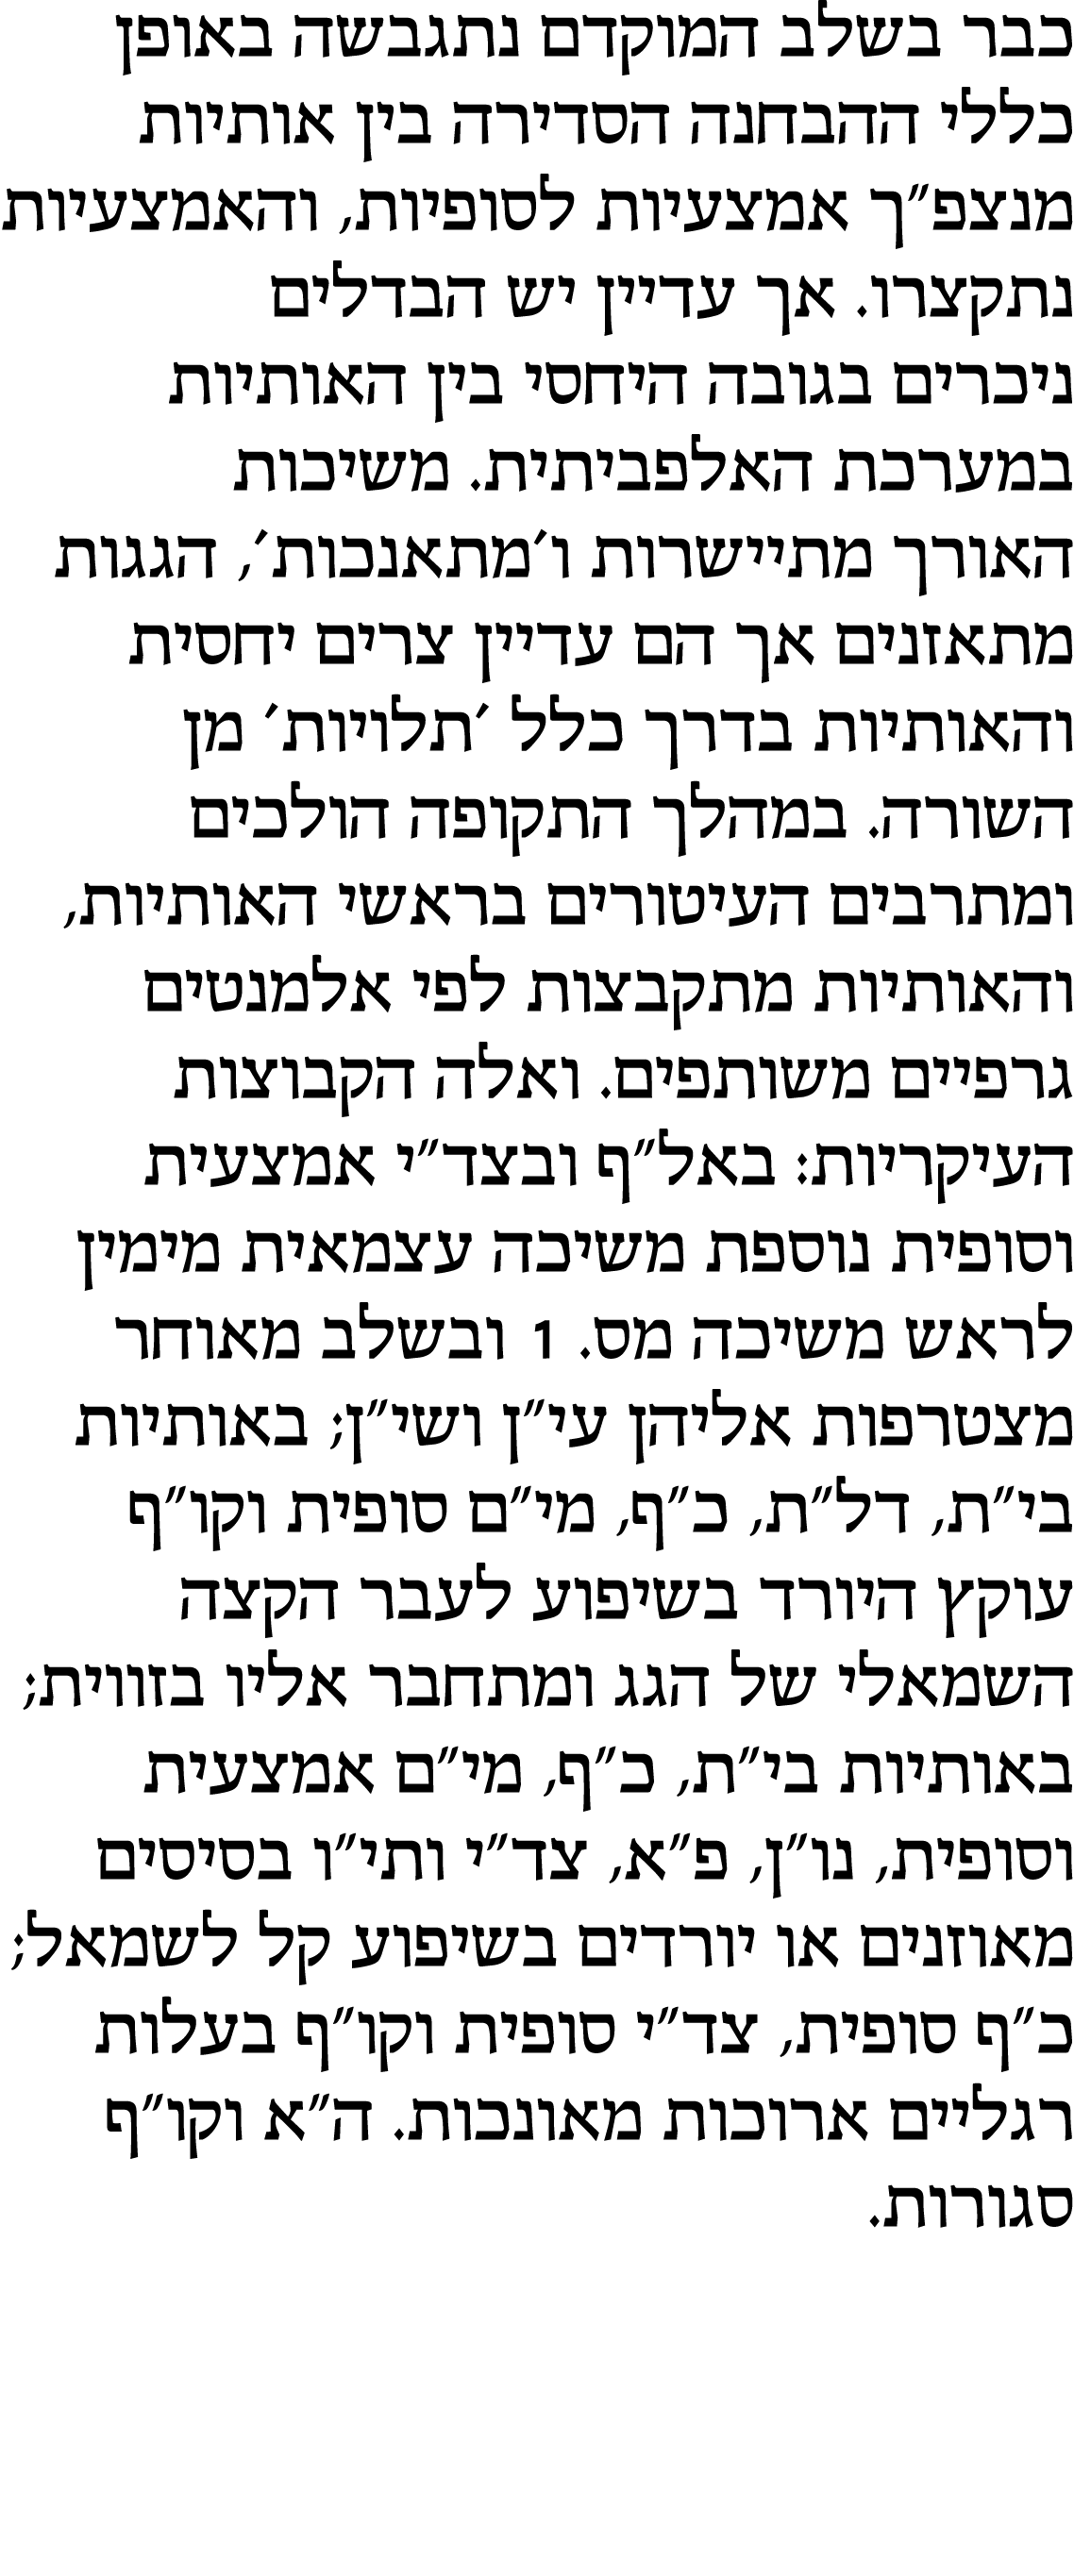 כבר בשלב המוקדם נתגבשה באופן
כללי ההבחנה הסדירה בין אותיות
מנצפ״ך אמצעיות לסופיות, והאמצעיות
נתקצרו. אך עדיין יש הבדלים
ניכרים בגובה היחסי בין האותיות
במערכת האלפביתית. משיכות
האורך מתיישרות ו׳מתאנכות׳, הגגות
מתאזנים אך הם עדיין צרים יחסית
והאותיות בדרך כלל ׳תלויות׳ מן
השורה. במהלך התקופה הולכים
ומתרבים העיטורים בראשי האותיות,
והאותיות מתקבצות לפי אלמנטים
גרפיים משותפים. ואלה הקבוצות
העיקריות: באל״ף ובצד״י אמצעית
וסופית נוספת משיכה עצמאית מימין
לראש משיכה מס. 1 ובשלב מאוחר
מצטרפות אליהן עי״ן ושי״ן; באותיות
בי״ת, דל״ת, כ״ף, מי״ם סופית וקו״ף
עוקץ היורד בשיפוע לעבר הקצה
השמאלי של הגג ומתחבר אליו בזווית;
באותיות בי״ת, כ״ף, מי״ם אמצעית
וסופית, נו״ן, פ״א, צד״י ותי״ו בסיסים
מאוזנים או יורדים בשיפוע קל לשמאל;
כ״ף סופית, צד״י סופית וקו״ף בעלות
רגליים ארוכות מאונכות. ה״א וקו״ף
סגורות.